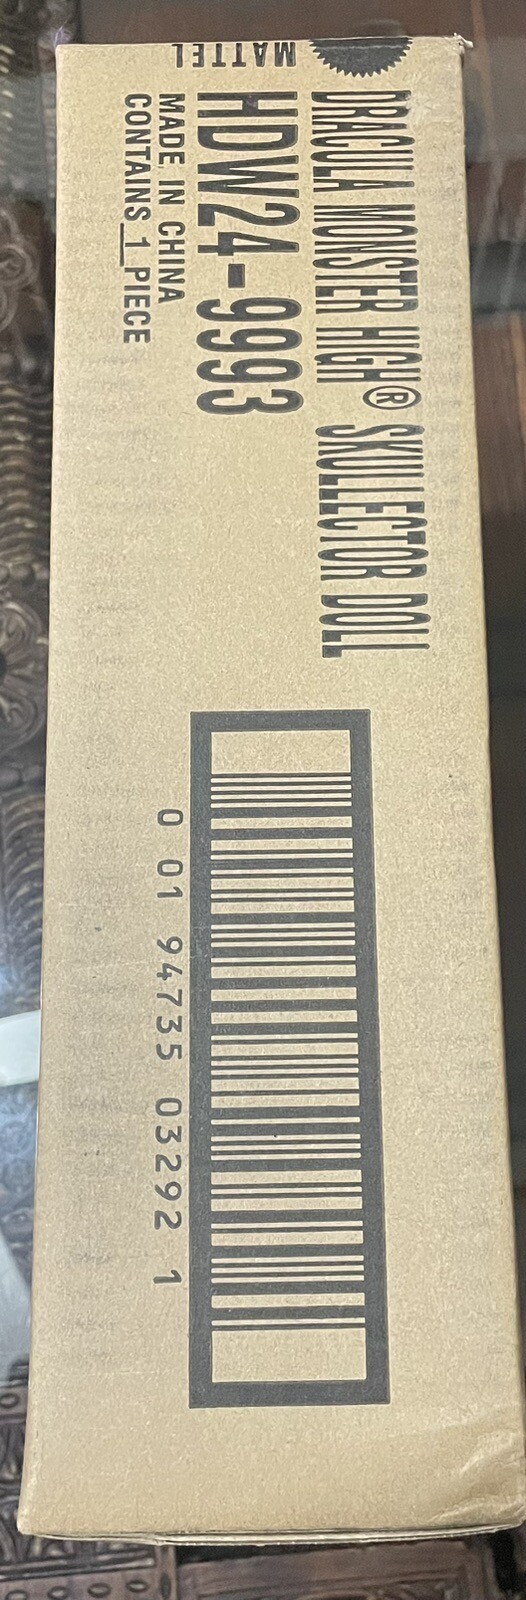 DRACULA MONSTER HIGH® SKULLECTOR DOLL
HDW24-9993
MADE IN CHINA
CONTAINS 1 PIECE
MATTEL
0 01 94735 03292 1